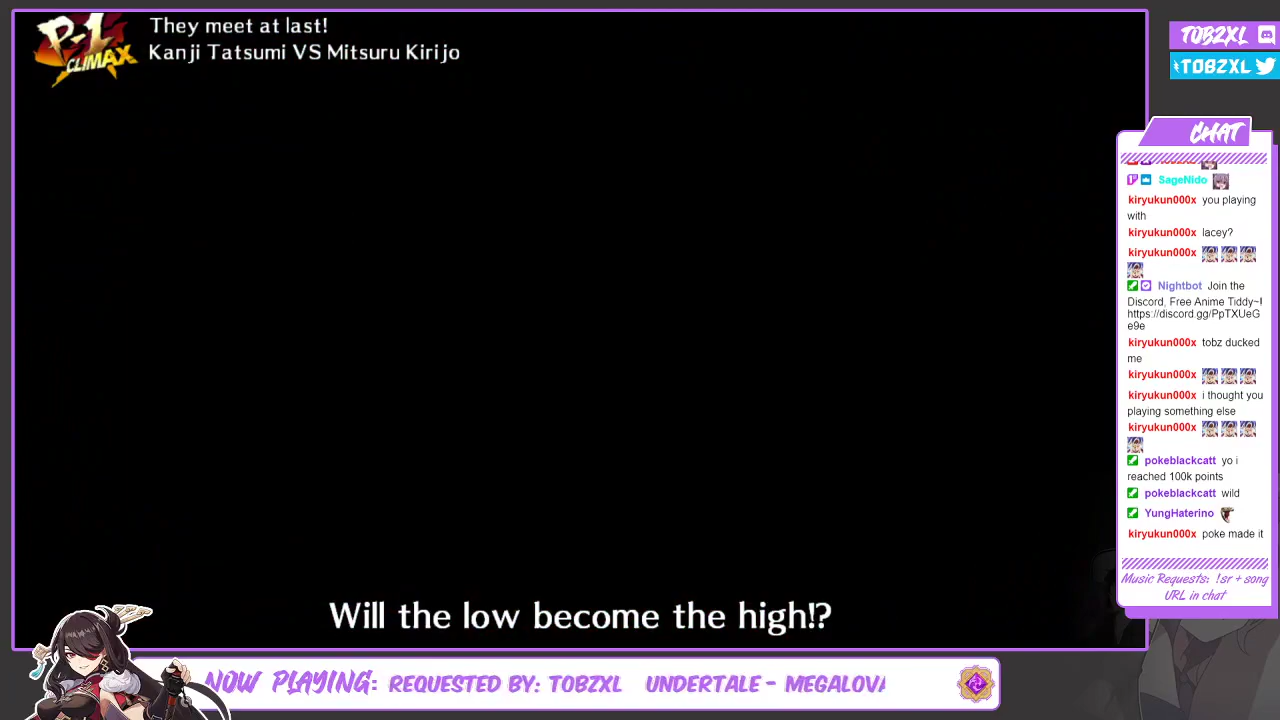 P-1
CLIMAX
They meet at last!
Kanji Tatsumi VS Mitsuru Kirijo
Will the low become the high!?
TOBZXL
TOBZXL
CHAT
SageNido
kiryukun000x you playing
with
kiryukun000x lacey?
kiryukun000x
Nightbot Join the
Discord, Free Anime Tiddy~!
https://discord.gg/PpTXUeG
e9e
kiryukun000x tobz ducked
me
kiryukun000x
kiryukun000x i thought you
playing something else
kiryukun000x
pokeblackcatt yo i
reached 100k points
pokeblackcatt wild
YungHaterino
kiryukun000x poke made it
Music Requests: !sr + song
URL in chat
NOW PLAYING: REQUESTED BY: TOBZXL UNDERTALE - MEGALOVA